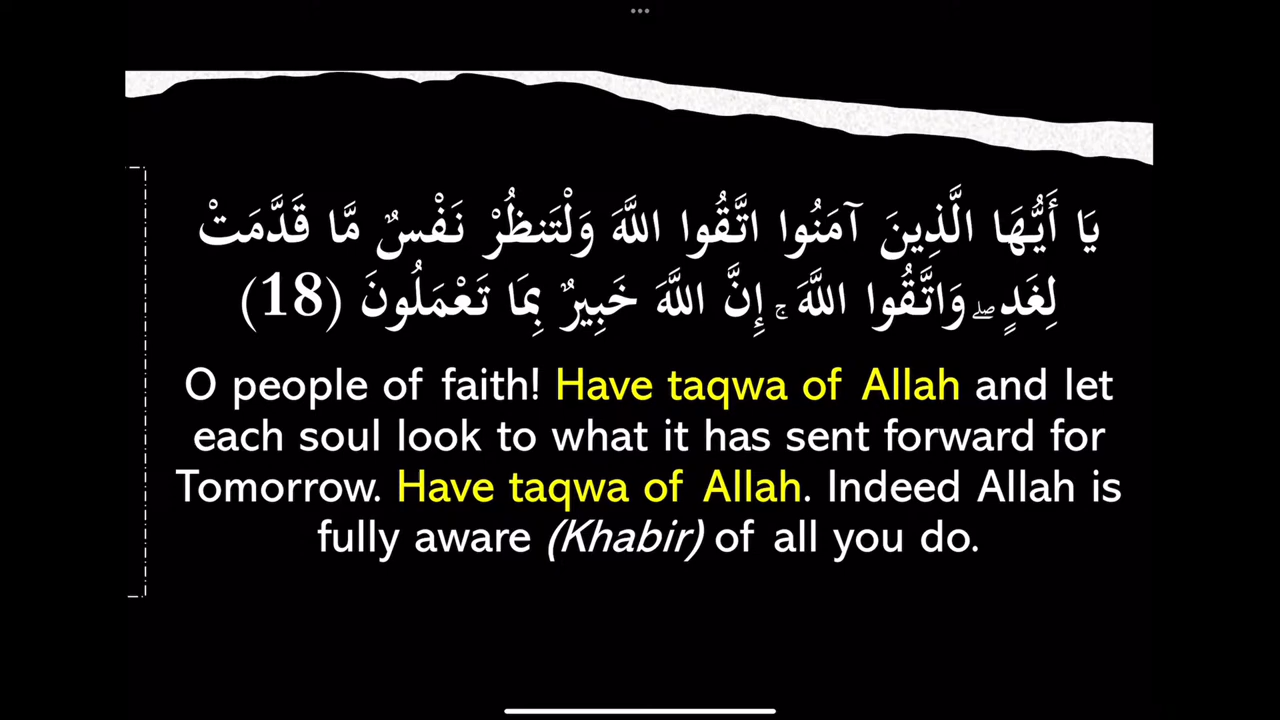 يَا أَيُّهَا الَّذِينَ آمَنُوا اتَّقُوا اللَّهَ وَلْتَنظُرْ نَفْسٌ مَّا قَدَّمَتْ
لِغَدٍ ۖ وَاتَّقُوا اللَّهَ ۚ إِنَّ اللَّهَ خَبِيرٌ بِمَا تَعْمَلُونَ (18)
O people of faith! Have taqwa of Allah and let
each soul look to what it has sent forward for
Tomorrow. Have taqwa of Allah. Indeed Allah is
fully aware (Khabir) of all you do.